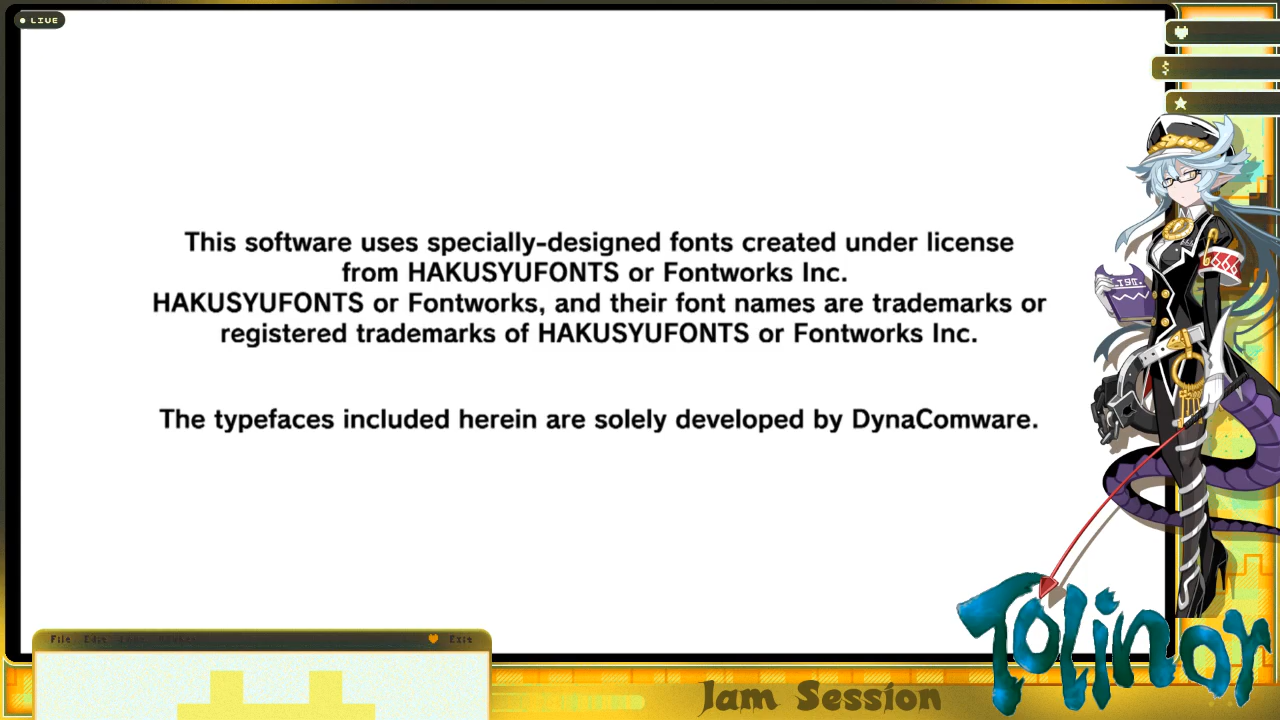 LIVE
This software uses specially-designed fonts created under license
from HAKUSYUFONTS or Fontworks Inc.
HAKUSYUFONTS or Fontworks, and their font names are trademarks or
registered trademarks of HAKUSYUFONTS or Fontworks Inc.
The typefaces included herein are solely developed by DynaComware.
File Edit
Exit
Jam Session
Tolinor